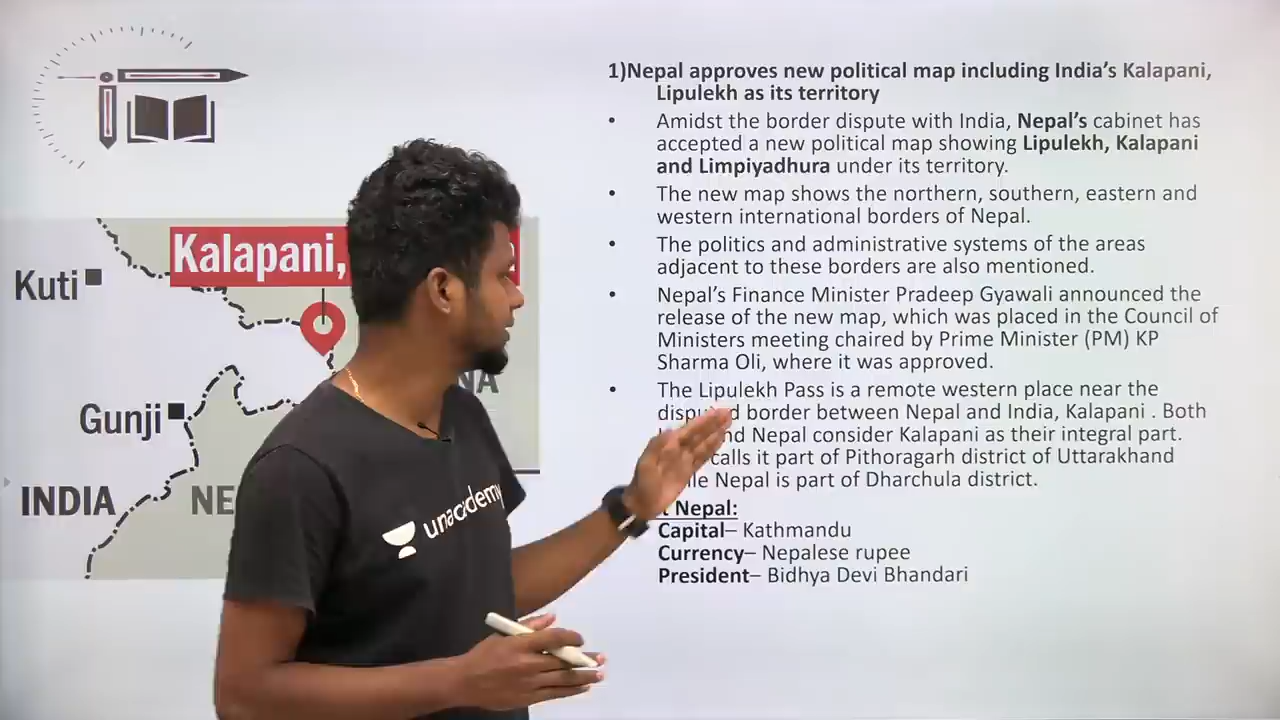 1)Nepal approves new political map including India's Kalapani,
Lipulekh as its territory
• Amidst the border dispute with India, Nepal's cabinet has
accepted a new political map showing Lipulekh, Kalapani
and Limpiyadhura under its territory.
• The new map shows the northern, southern, eastern and
western international borders of Nepal.
• The politics and administrative systems of the areas
adjacent to these borders are also mentioned.
• Nepal's Finance Minister Pradeep Gyawali announced the
release of the new map, which was placed in the Council of
Ministers meeting chaired by Prime Minister (PM) KP
Sharma Oli, where it was approved.
• The Lipulekh Pass is a remote western place near the
border between Nepal and India, Kalapani . Both
Nepal consider Kalapani as their integral part.
calls it part of Pithoragarh district of Uttarakhand
Nepal is part of Dharchula district.
Nepal:
Capital– Kathmandu
Currency– Nepalese rupee
President– Bidhya Devi Bhandari
Kalapani,
Kuti
Gunji
INDIA
unacademy